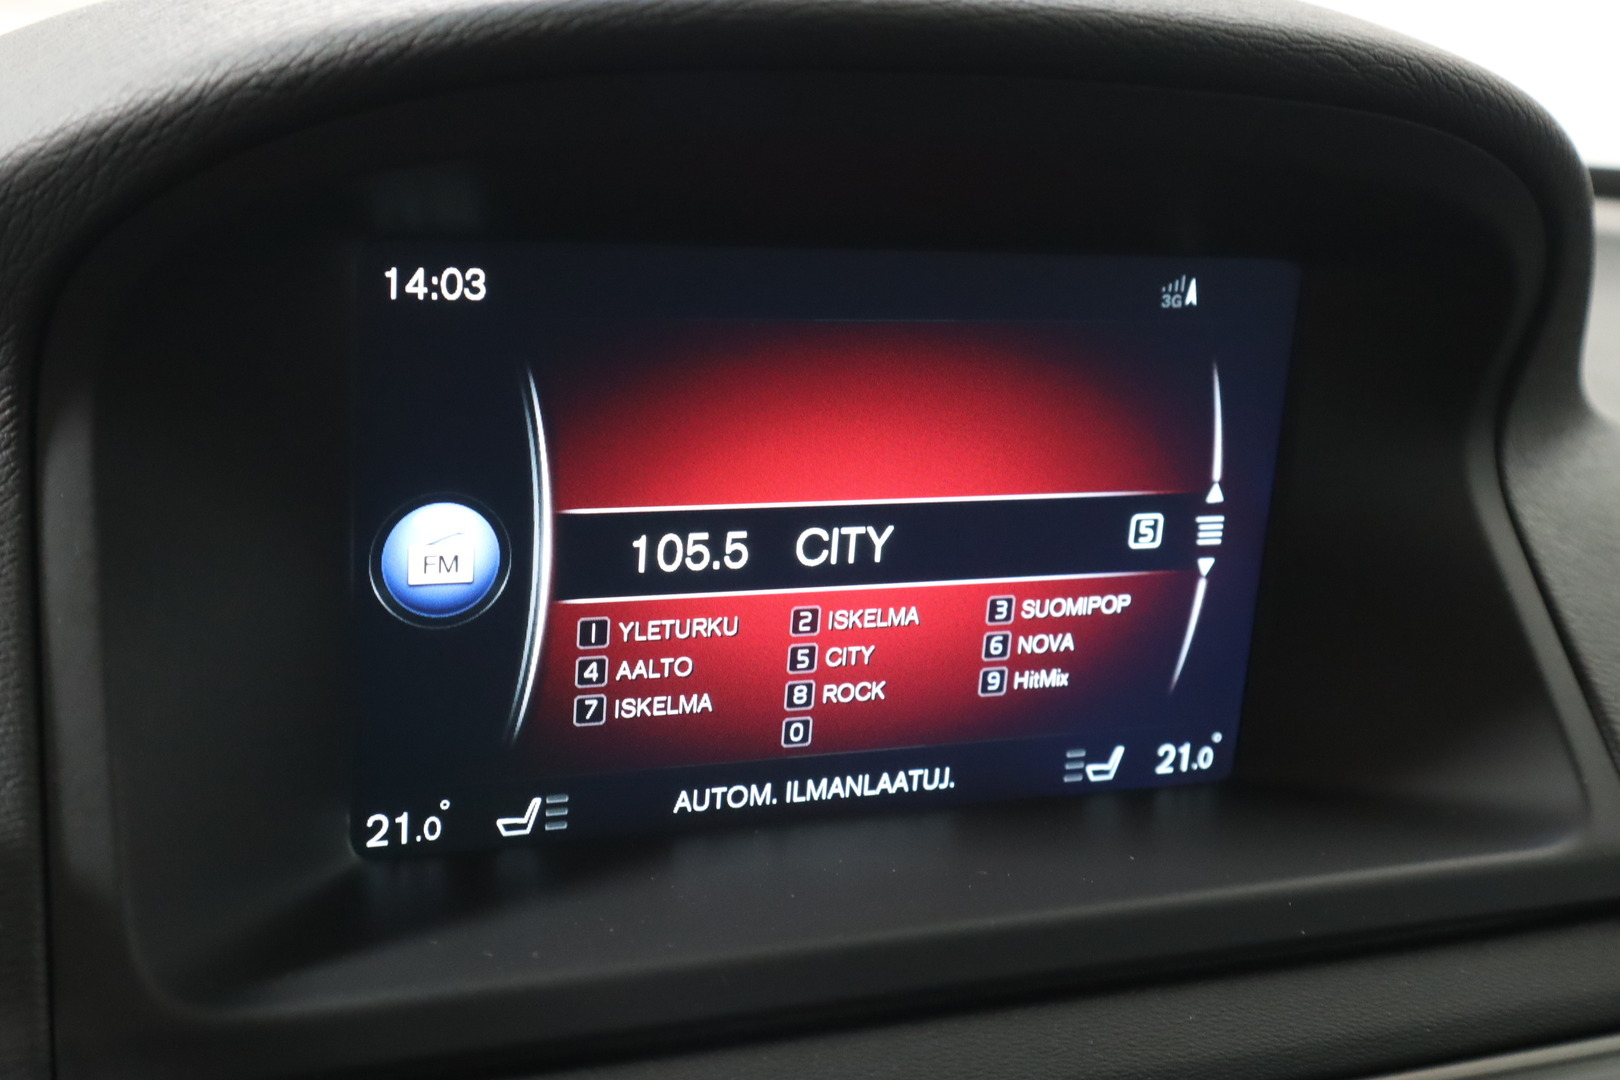 14:03
3G
FM
105.5 CITY 5
1 YLETURKU 2 ISKELMA 3 SUOMIPOP
4 AALTO 5 CITY 6 NOVA
7 ISKELMA 8 ROCK 9 HitMix
0
21.0° AUTOM. ILMANLAATUJ. 21.0°